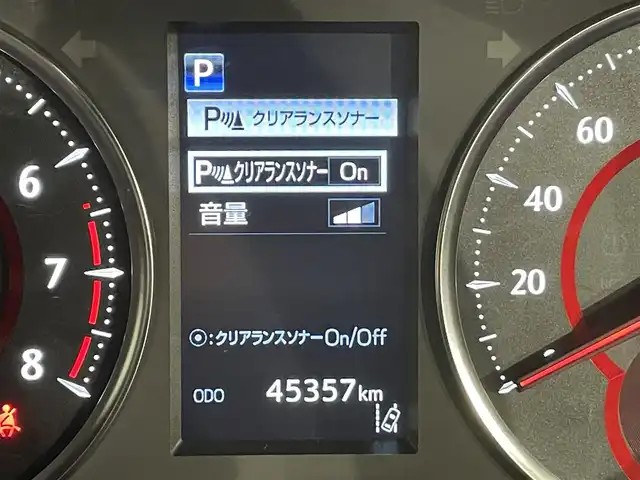 P
P クリアランスソナー
P クリアランスソナー On
音量
⦿:クリアランスソナーOn/Off
ODO 45357km
6
7
8
60
40
20